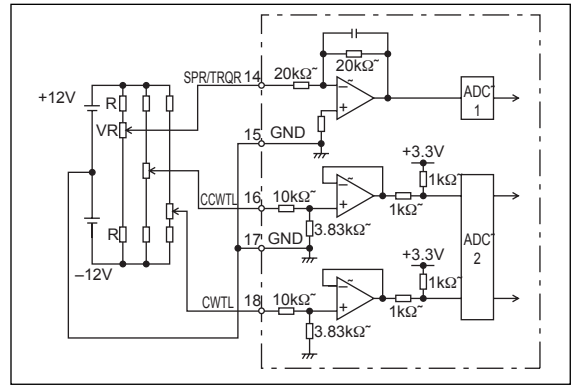 SPR/TRQR 14
20kΩ~
20kΩ~
ADC~
1
+12V
R
VR
15 GND
+3.3V
CCWTL
16
10kΩ~
1kΩ~
1kΩ~
3.83kΩ~
17 GND
ADC~
2
R
–12V
+3.3V
CWTL
18
10kΩ~
1kΩ~
1kΩ~
3.83kΩ~